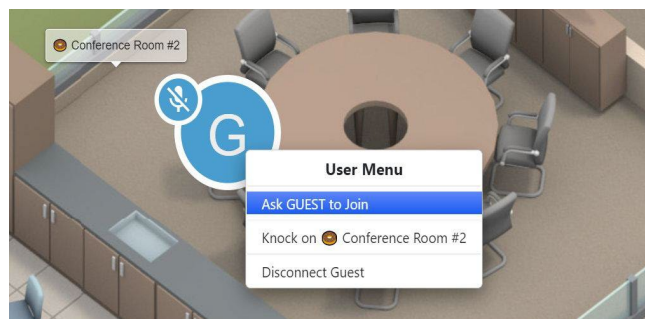 🍩 Conference Room #2
G
User Menu
Ask GUEST to Join
Knock on 🍩 Conference Room #2
Disconnect Guest